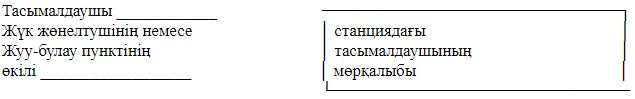 Тасымалдаушы ____________
Жүк жөнелтушінің немесе
Жуу-булау пунктінің
өкілі __________________
станциядағы
тасымалдаушының
мөрқалыбы